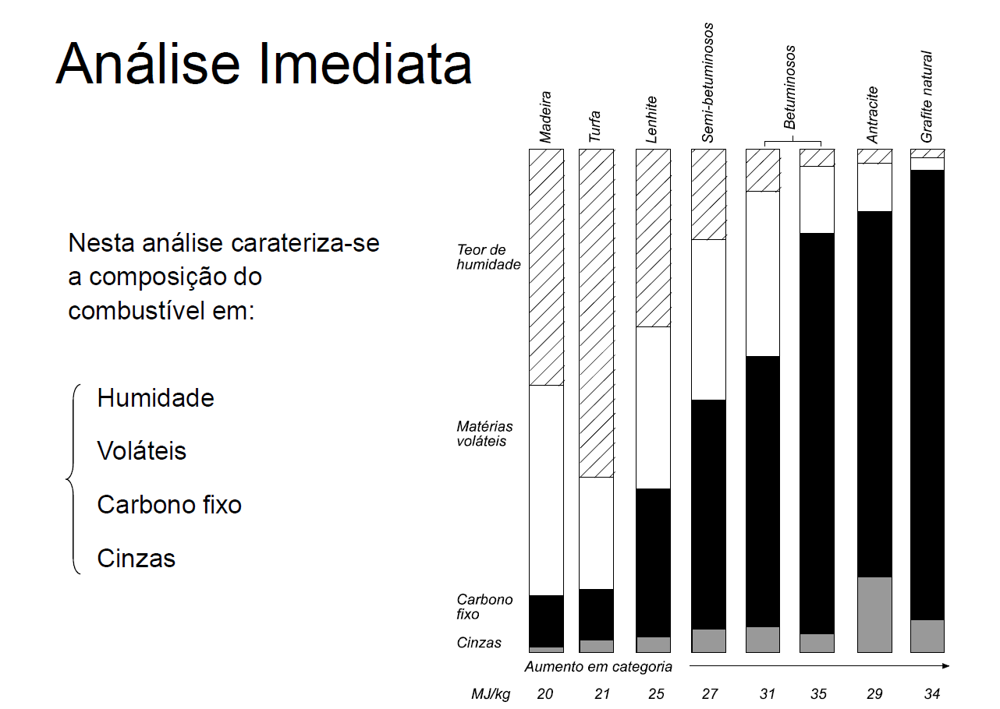 Análise Imediata
Nesta análise carateriza-se
a composição do
combustível em:
Humidade
Voláteis
Carbono fixo
Cinzas
Madeira
Turfa
Lenhite
Semi-betuminosos
Betuminosos
Antracite
Grafite natural
Teor de
humidade
Matérias
voláteis
Carbono
fixo
Cinzas
Aumento em categoria
MJ/kg 20 21 25 27 31 35 29 34